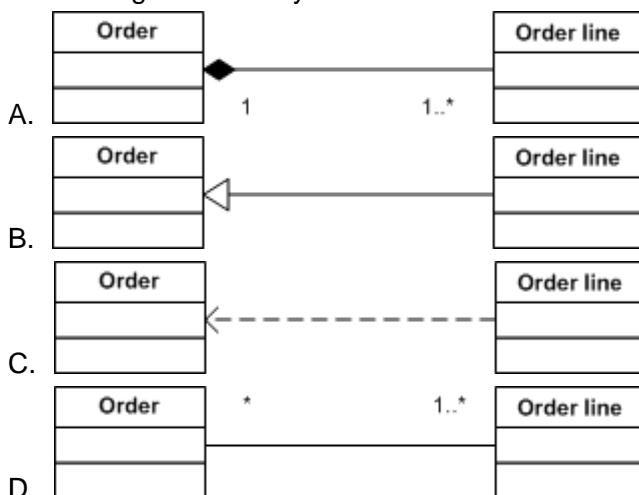 Order Order line
A. 1 1..*
Order Order line
B.
Order Order line
C.
Order * 1..* Order line
D